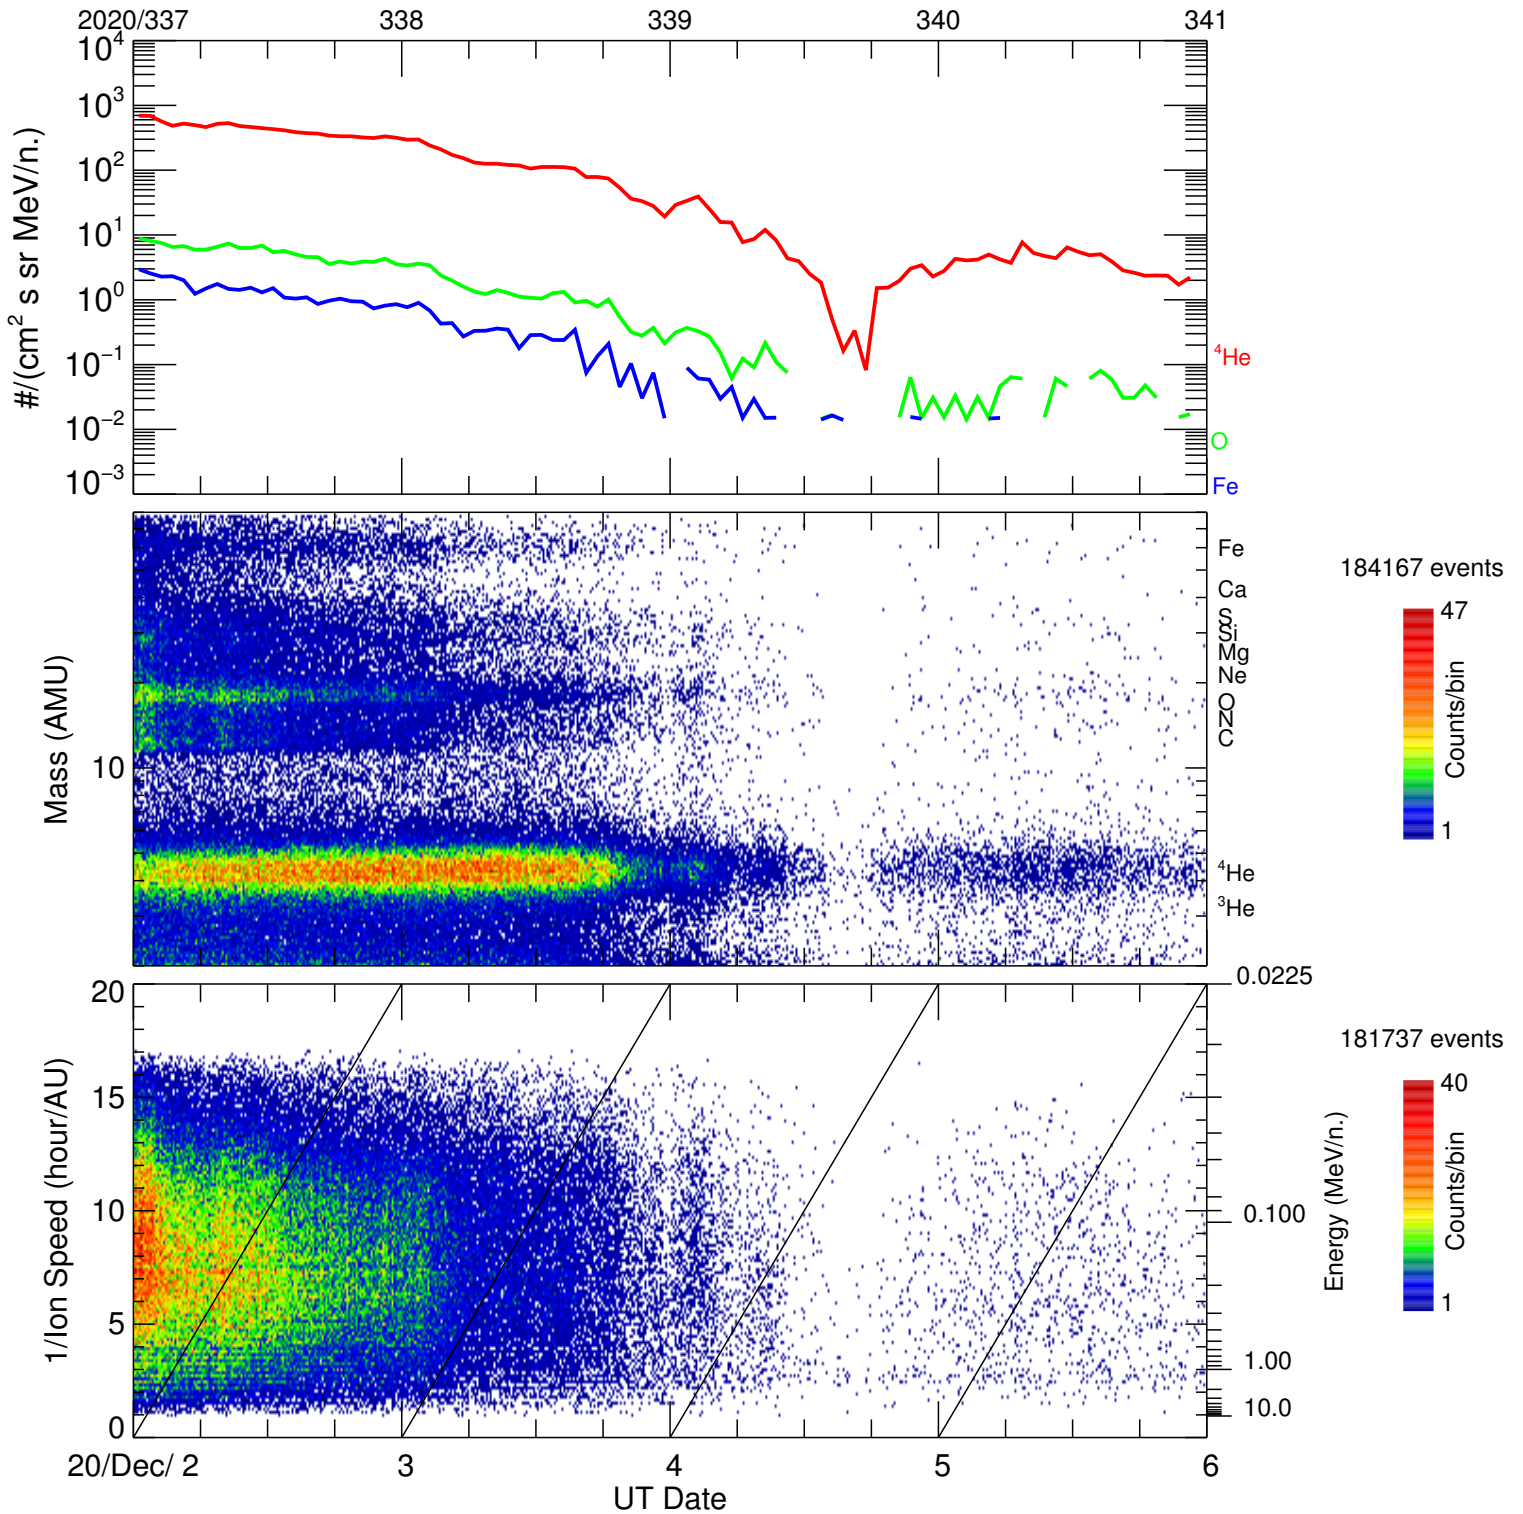 2020/337 338 339 340 341
10⁴
10³
10²
10¹
10⁰
10⁻¹
10⁻²
10⁻³
#/(cm² s sr MeV/n.)
⁴He
O
Fe
Mass (AMU)
10
Fe
Ca
S
Si
Mg
Ne
O
N
C
⁴He
³He
184167 events
47
Counts/bin
1
1/Ion Speed (hour/AU)
20
15
10
5
0
0.0225
0.100
1.00
10.0
Energy (MeV/n.)
181737 events
40
Counts/bin
1
20/Dec/ 2 3 4 5 6
UT Date